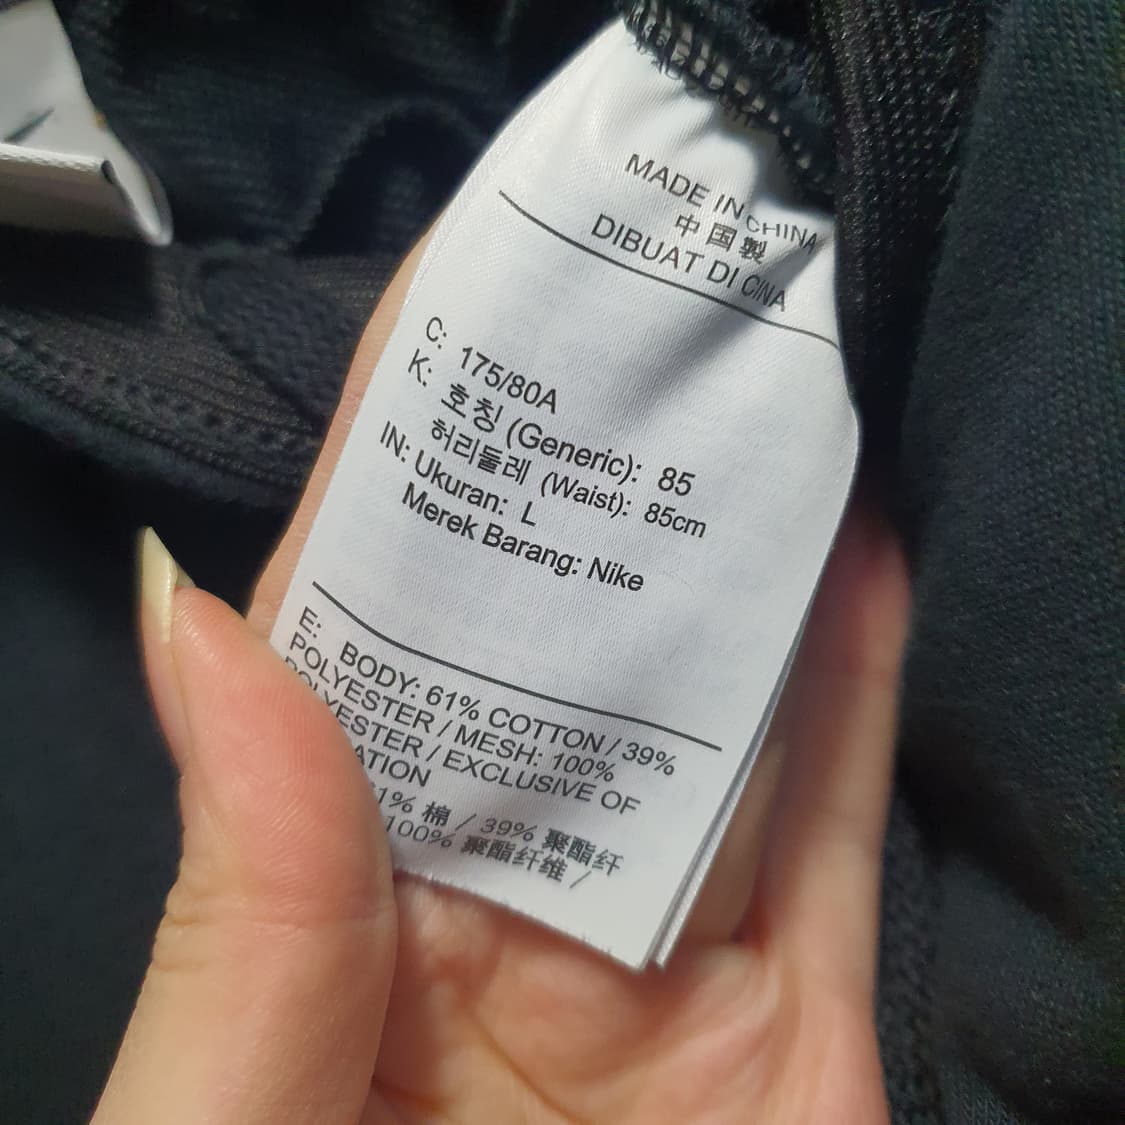 MADE IN CHINA
中国製
DIBUAT DI CINA
C: 175/80A
K: 호칭 (Generic): 85
허리둘레 (Waist): 85cm
IN: Ukuran: L
Merek Barang: Nike
E: BODY: 61% COTTON / 39%
POLYESTER / MESH: 100%
POLYESTER / EXCLUSIVE OF
ATION
1% 棉 / 39% 聚酯纤
100% 聚酯纤维 /